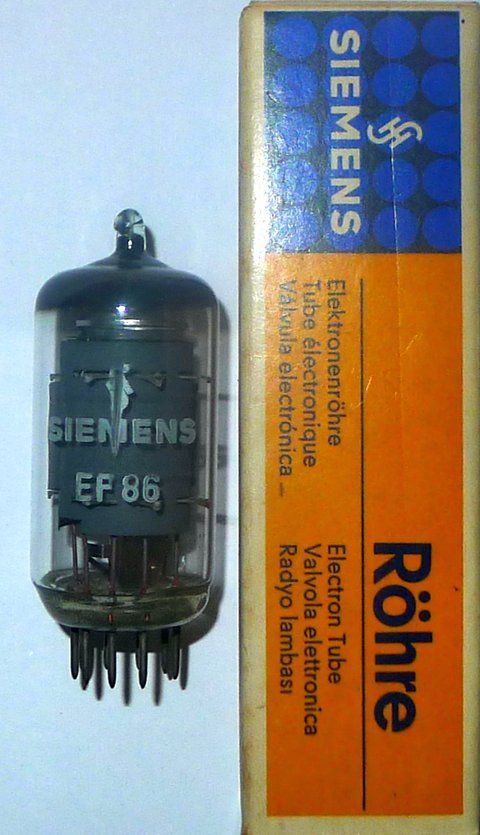 SIEMENS
EF 86
SIEMENS
Röhre
Elektronenröhre
Tube électronique
Válvula electrónica
Electron Tube
Valvola elettronica
Radyo lambası